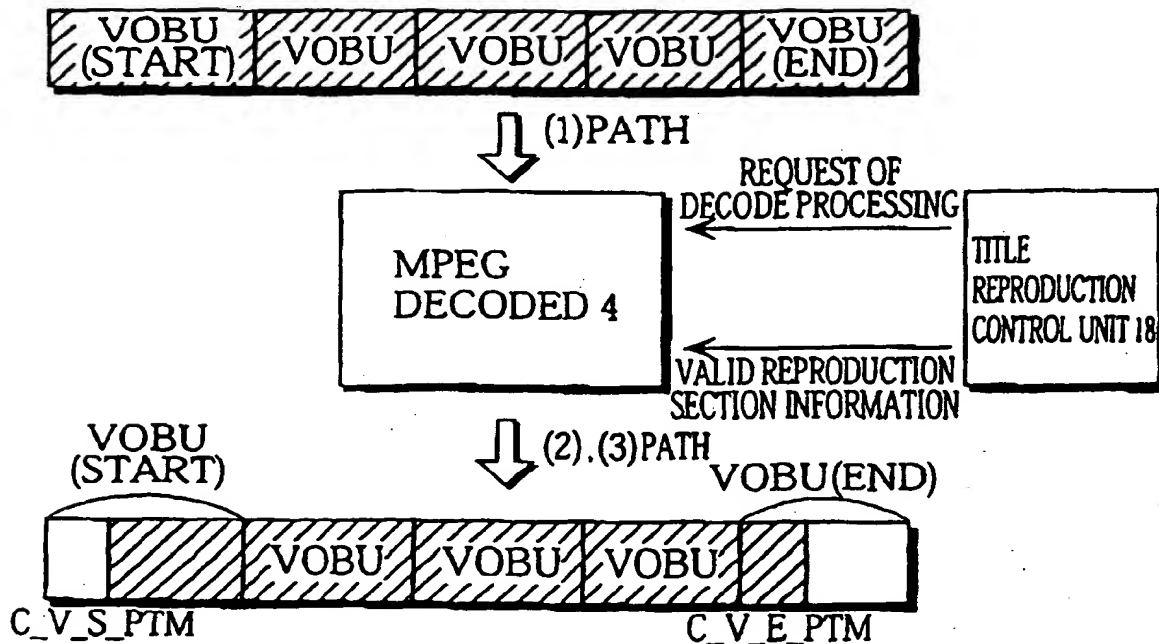 VOBU
(START)
VOBU
VOBU
VOBU
VOBU
(END)
(1)PATH
REQUEST OF
DECODE PROCESSING
MPEG
DECODED 4
TITLE
REPRODUCTION
CONTROL UNIT 18
VALID REPRODUCTION
SECTION INFORMATION
(2),(3)PATH
VOBU
(START)
VOBU(END)
VOBU
VOBU
VOBU
C_V_S_PTM
C_V_E_PTM